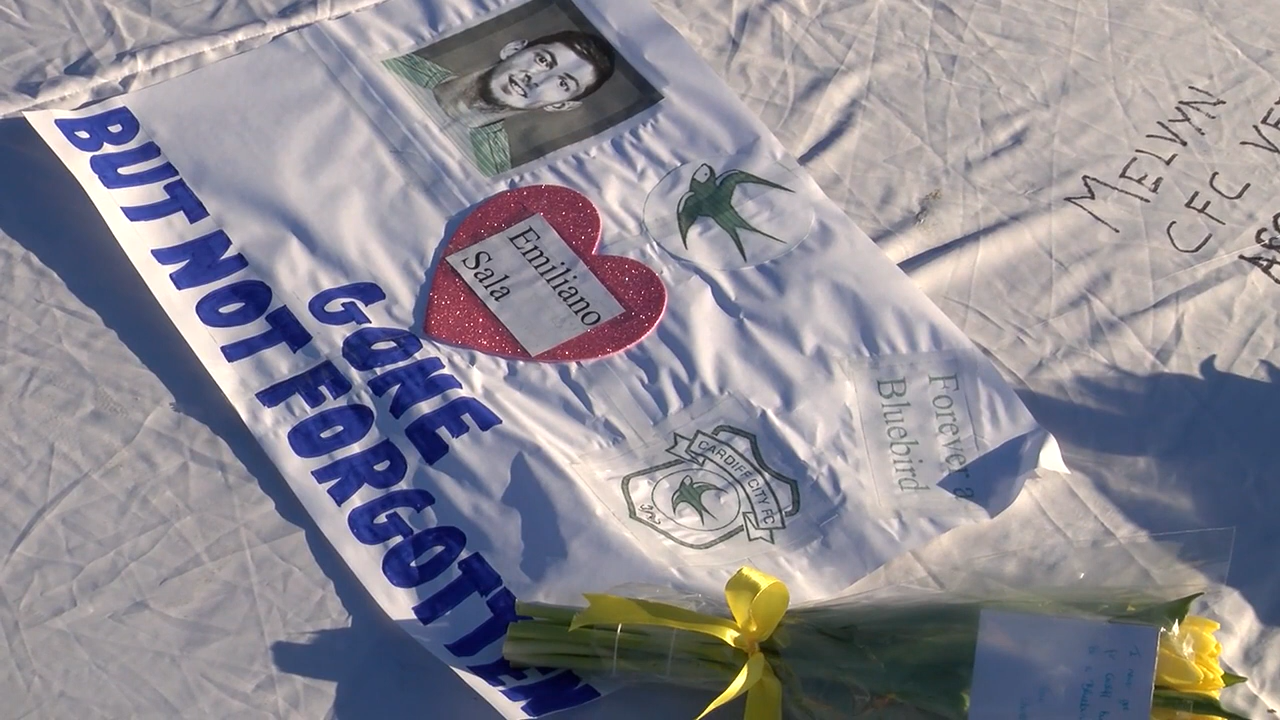 GONE
BUT NOT FORGOTTEN
Emiliano
Sala
CARDIFF CITY FC
Forever a
Bluebird
MELVYN
CFC